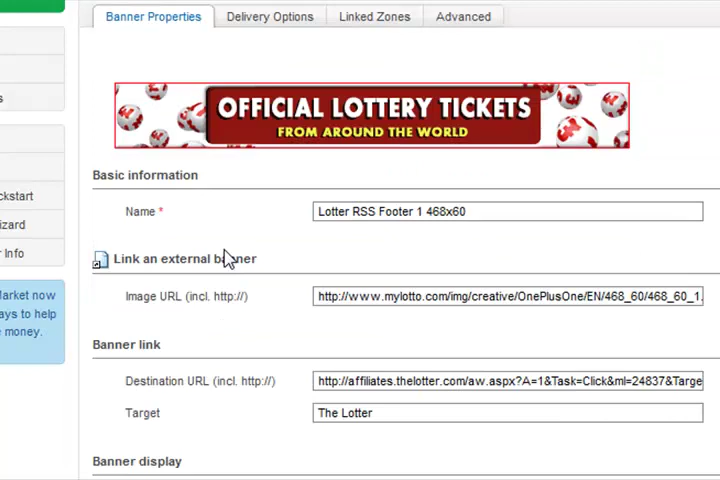 Banner Properties
Delivery Options
Linked Zones
Advanced
OFFICIAL LOTTERY TICKETS
FROM AROUND THE WORLD
Basic information
Name *
Lotter RSS Footer 1 468x60
Link an external banner
Image URL (incl. http://)
http://www.mylotto.com/img/creative/OnePlusOne/EN/468_60/468_60_1.
Banner link
Destination URL (incl. http://)
http://affiliates.thelotter.com/aw.aspx?A=1&Task=Click&ml=24837&Targe
Target
The Lotter
Banner display
s
ckstart
izard
r Info
Market now
ays to help
e money.